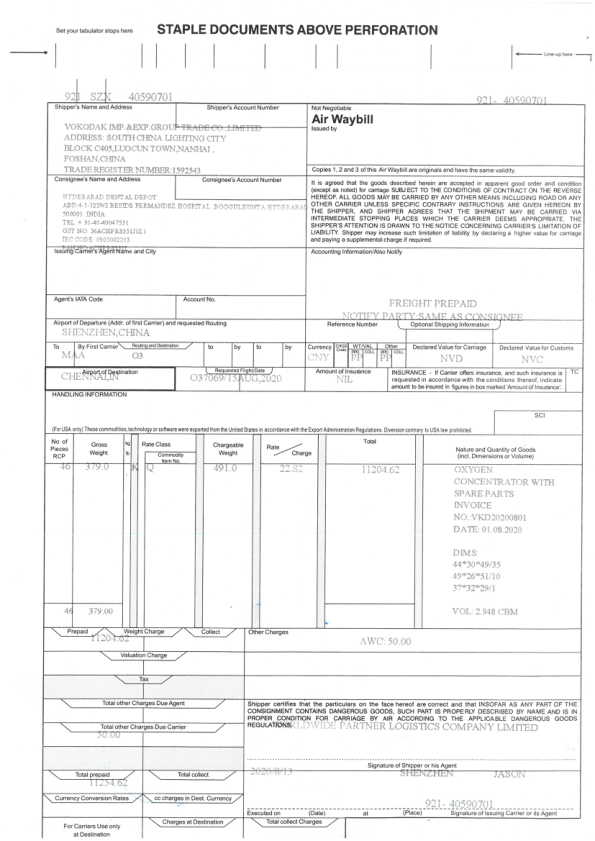 Set your tabulator stops here
STAPLE DOCUMENTS ABOVE PERFORATION
Line-up here
921 SZX 40590701
921- 40590701
Shipper's Name and Address
Shipper's Account Number
VOKODAK IMP.&EXP.GROUP TRADE CO.,LIMITED
ADDRESS: SOUTH CHINA LIGHTING CITY
BLOCK C405,LUOCUN TOWN,NANHAI ,
FOSHAN,CHINA
TRADE REGISTER NUMBER:1592543
Not Negotiable
Air Waybill
Issued by
Copies 1, 2 and 3 of this Air Waybill are originals and have the same validity.
Consignee's Name and Address
Consignee's Account Number
HYDERABAD DENTAL DEPOT
BESIDE FERNANDEZ HOSPITAL BOGGULKUNTA HYDERABAD
500001 INDIA
TEL + 91-40-40047531
It is agreed that the goods described herein are accepted in apparent good order and condition
(except as noted) for carriage SUBJECT TO THE CONDITIONS OF CONTRACT ON THE REVERSE
HEREOF. ALL GOODS MAY BE CARRIED BY ANY OTHER MEANS INCLUDING ROAD OR ANY
OTHER CARRIER UNLESS SPECIFIC CONTRARY INSTRUCTIONS ARE GIVEN HEREON BY
THE SHIPPER, AND SHIPPER AGREES THAT THE SHIPMENT MAY BE CARRIED VIA
INTERMEDIATE STOPPING PLACES WHICH THE CARRIER DEEMS APPROPRIATE. THE
SHIPPER'S ATTENTION IS DRAWN TO THE NOTICE CONCERNING CARRIER'S LIMITATION OF
LIABILITY. Shipper may increase such limitation of liability by declaring a higher value for carriage
and paying a supplemental charge if required.
Issuing Carrier's Agent Name and City
Accounting Information/Also Notify
Agent's IATA Code
Account No.
FREIGHT PREPAID
NOTIFY PARTY:SAME AS CONSIGNEE
Airport of Departure (Addr. of first Carrier) and requested Routing
SHENZHEN,CHINA
Reference Number
Optional Shipping Information
To
By First Carrier
Routing and Destination
to
by
to
by
Currency
CHGS Code
WT/VAL
Other
PPD
COLL
PPD
COLL
Declared Value for Carriage
Declared Value for Customs
MAA
O3
CNY
PP
PP
NVD
NVC
Airport of Destination
Requested Flight/Date
Amount of Insurance
CHENNAI,IN
O37069/15AUG,2020
NIL
INSURANCE - If Carrier offers insurance, and such insurance is
requested in accordance with the conditions thereof, indicate
amount to be insured in figures in box marked 'Amount of Insurance'.
TC
HANDLING INFORMATION
SCI
(For USA only) These commodities, technology or software were exported from the United States in accordance with the Export Administration Regulations. Diversion contrary to USA law prohibited.
No of
Pieces
RCP
Gross
Weight
kg
lb
Rate Class
Commodity
Item No.
Chargeable
Weight
Rate
Charge
Total
Nature and Quantity of Goods
(incl. Dimensions or Volume)
46 379.0 K Q 491.0 22.82 11204.62
OXYGEN
CONCENTRATOR WITH
SPARE PARTS
INVOICE
NO.:VKD20200801
DATE: 01.08.2020
DIMS:
44*30*49/35
49*26*51/10
37*32*29/1
46 379.00
VOL: 2.948 CBM
Prepaid
Weight Charge
Collect
Other Charges
11204.62
AWC: 50.00
Valuation Charge
Tax
Total other Charges Due Agent
Shipper certifies that the particulars on the face hereof are correct and that INSOFAR AS ANY PART OF THE
CONSIGNMENT CONTAINS DANGEROUS GOODS, SUCH PART IS PROPERLY DESCRIBED BY NAME AND IS IN
PROPER CONDITION FOR CARRIAGE BY AIR ACCORDING TO THE APPLICABLE DANGEROUS GOODS
REGULATIONS.
WORLDWIDE PARTNER LOGISTICS COMPANY LIMITED
Total other Charges Due Carrier
50.00
Signature of Shipper or his Agent
Total prepaid
Total collect
11254.62
2020/8/13 SHENZHEN JASON
Currency Conversion Rates
cc charges in Dest. Currency
921- 40590701
Executed on (Date) at (Place) Signature of Issuing Carrier or its Agent
For Carriers Use only
at Destination
Charges at Destination
Total collect Charges